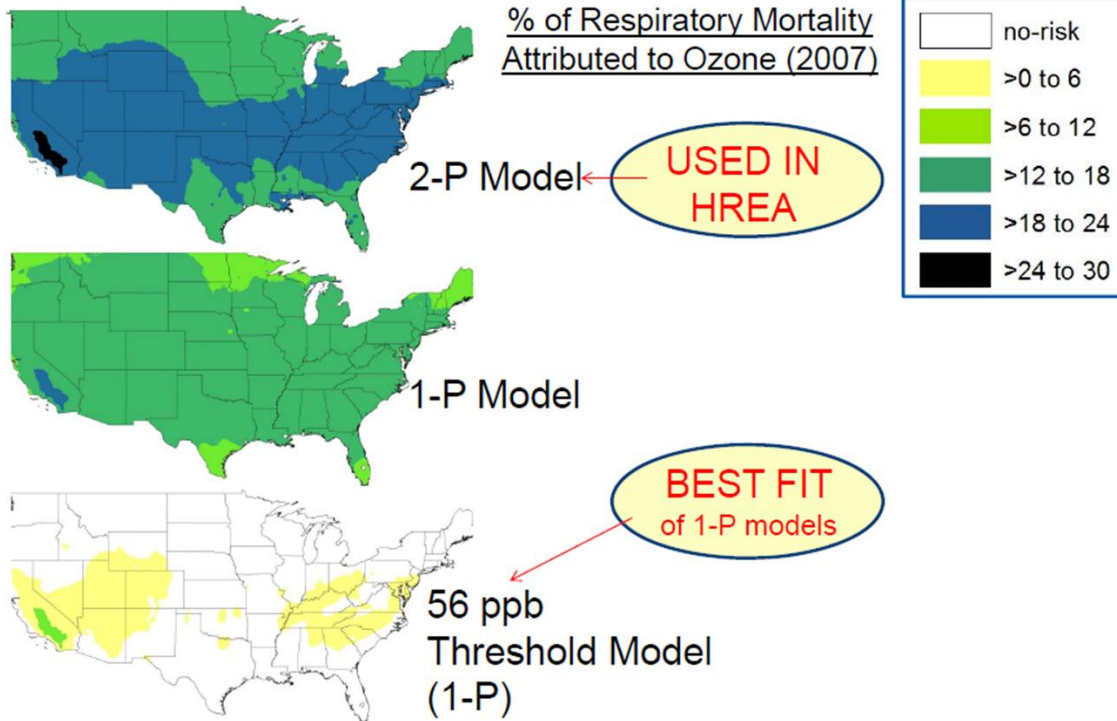 % of Respiratory Mortality
Attributed to Ozone (2007)
no-risk
>0 to 6
>6 to 12
>12 to 18
>18 to 24
>24 to 30
2-P Model
USED IN
HREA
1-P Model
BEST FIT
of 1-P models
56 ppb
Threshold Model
(1-P)